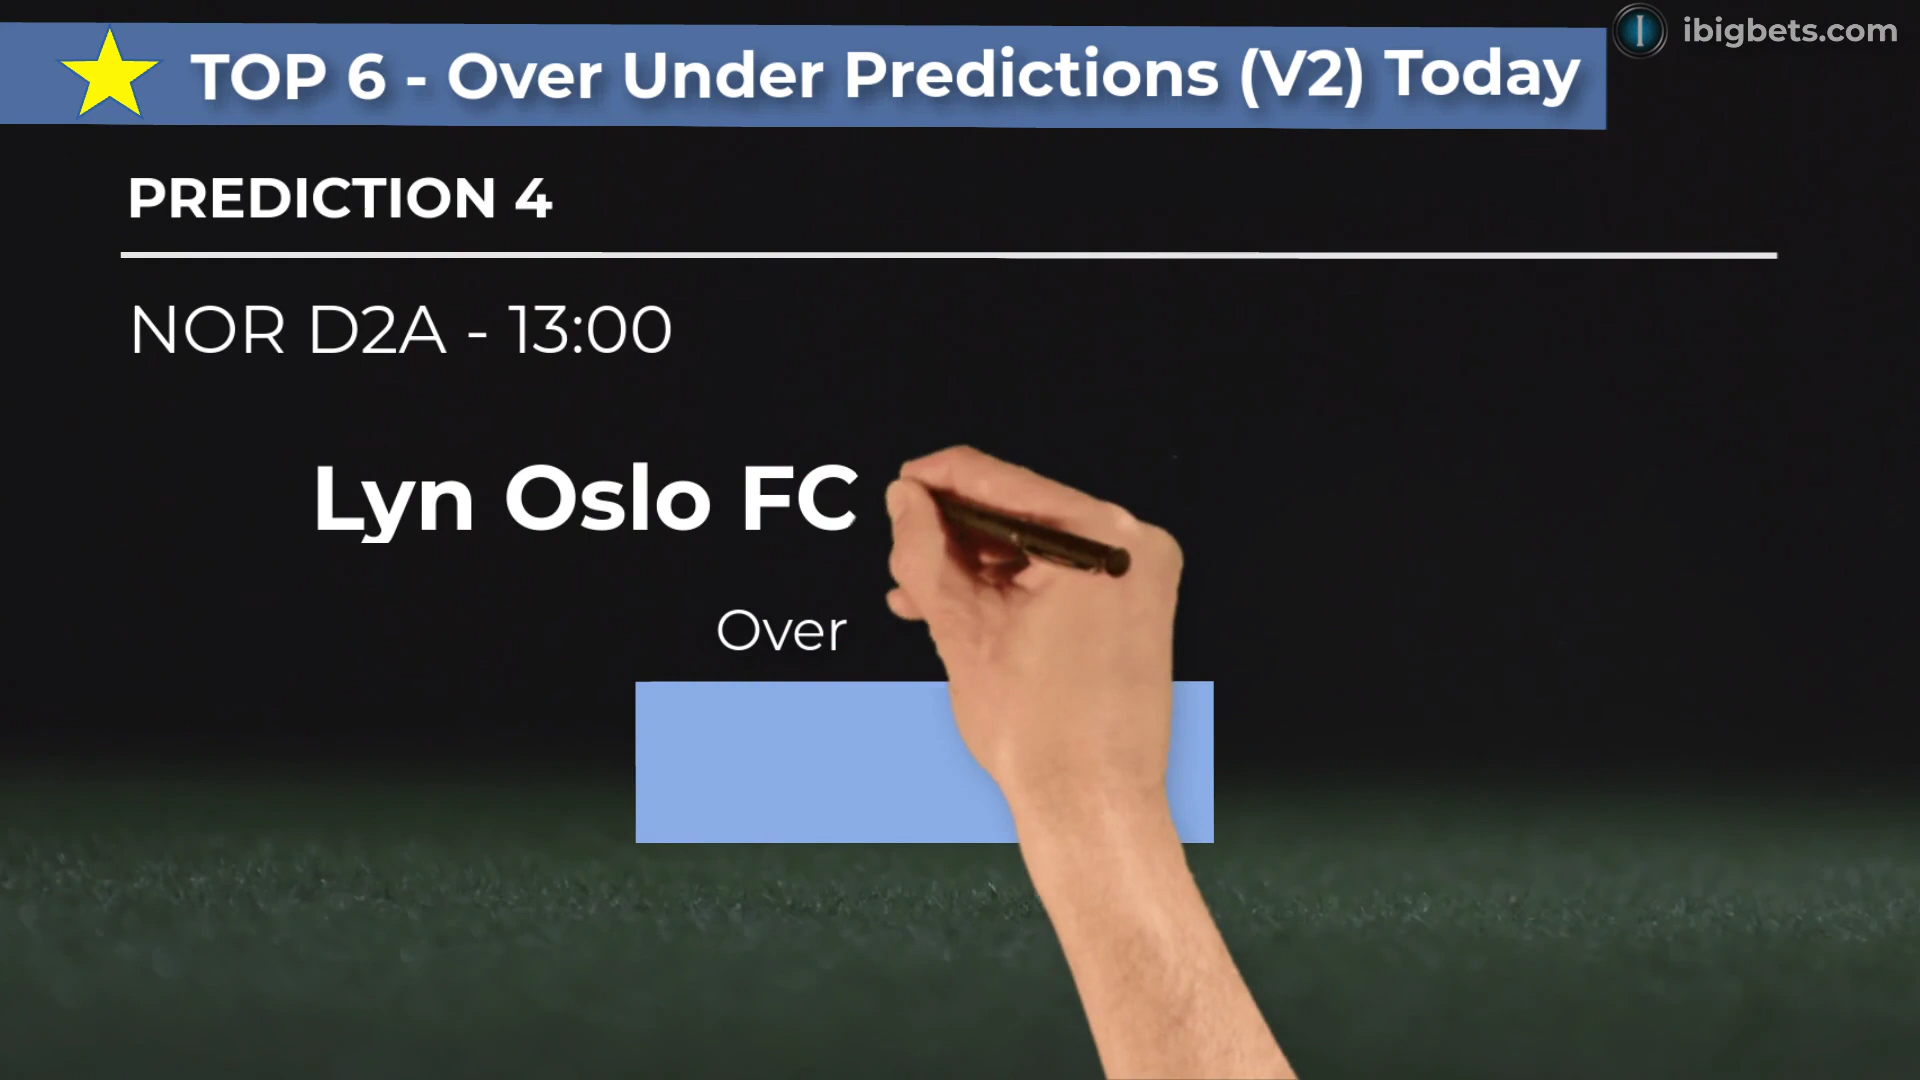 ibigbets.com
TOP 6 - Over Under Predictions (V2) Today
PREDICTION 4
NOR D2A - 13:00
Lyn Oslo FC
Over